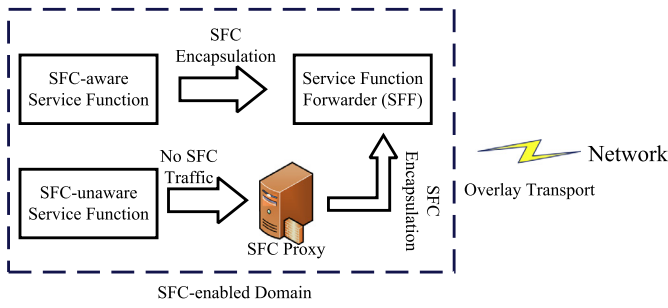 SFC
Encapsulation
SFC-aware
Service Function
Service Function
Forwarder (SFF)
No SFC
Traffic
SFC-unaware
Service Function
SFC Proxy
SFC
Encapsulation
Network
Overlay Transport
SFC-enabled Domain